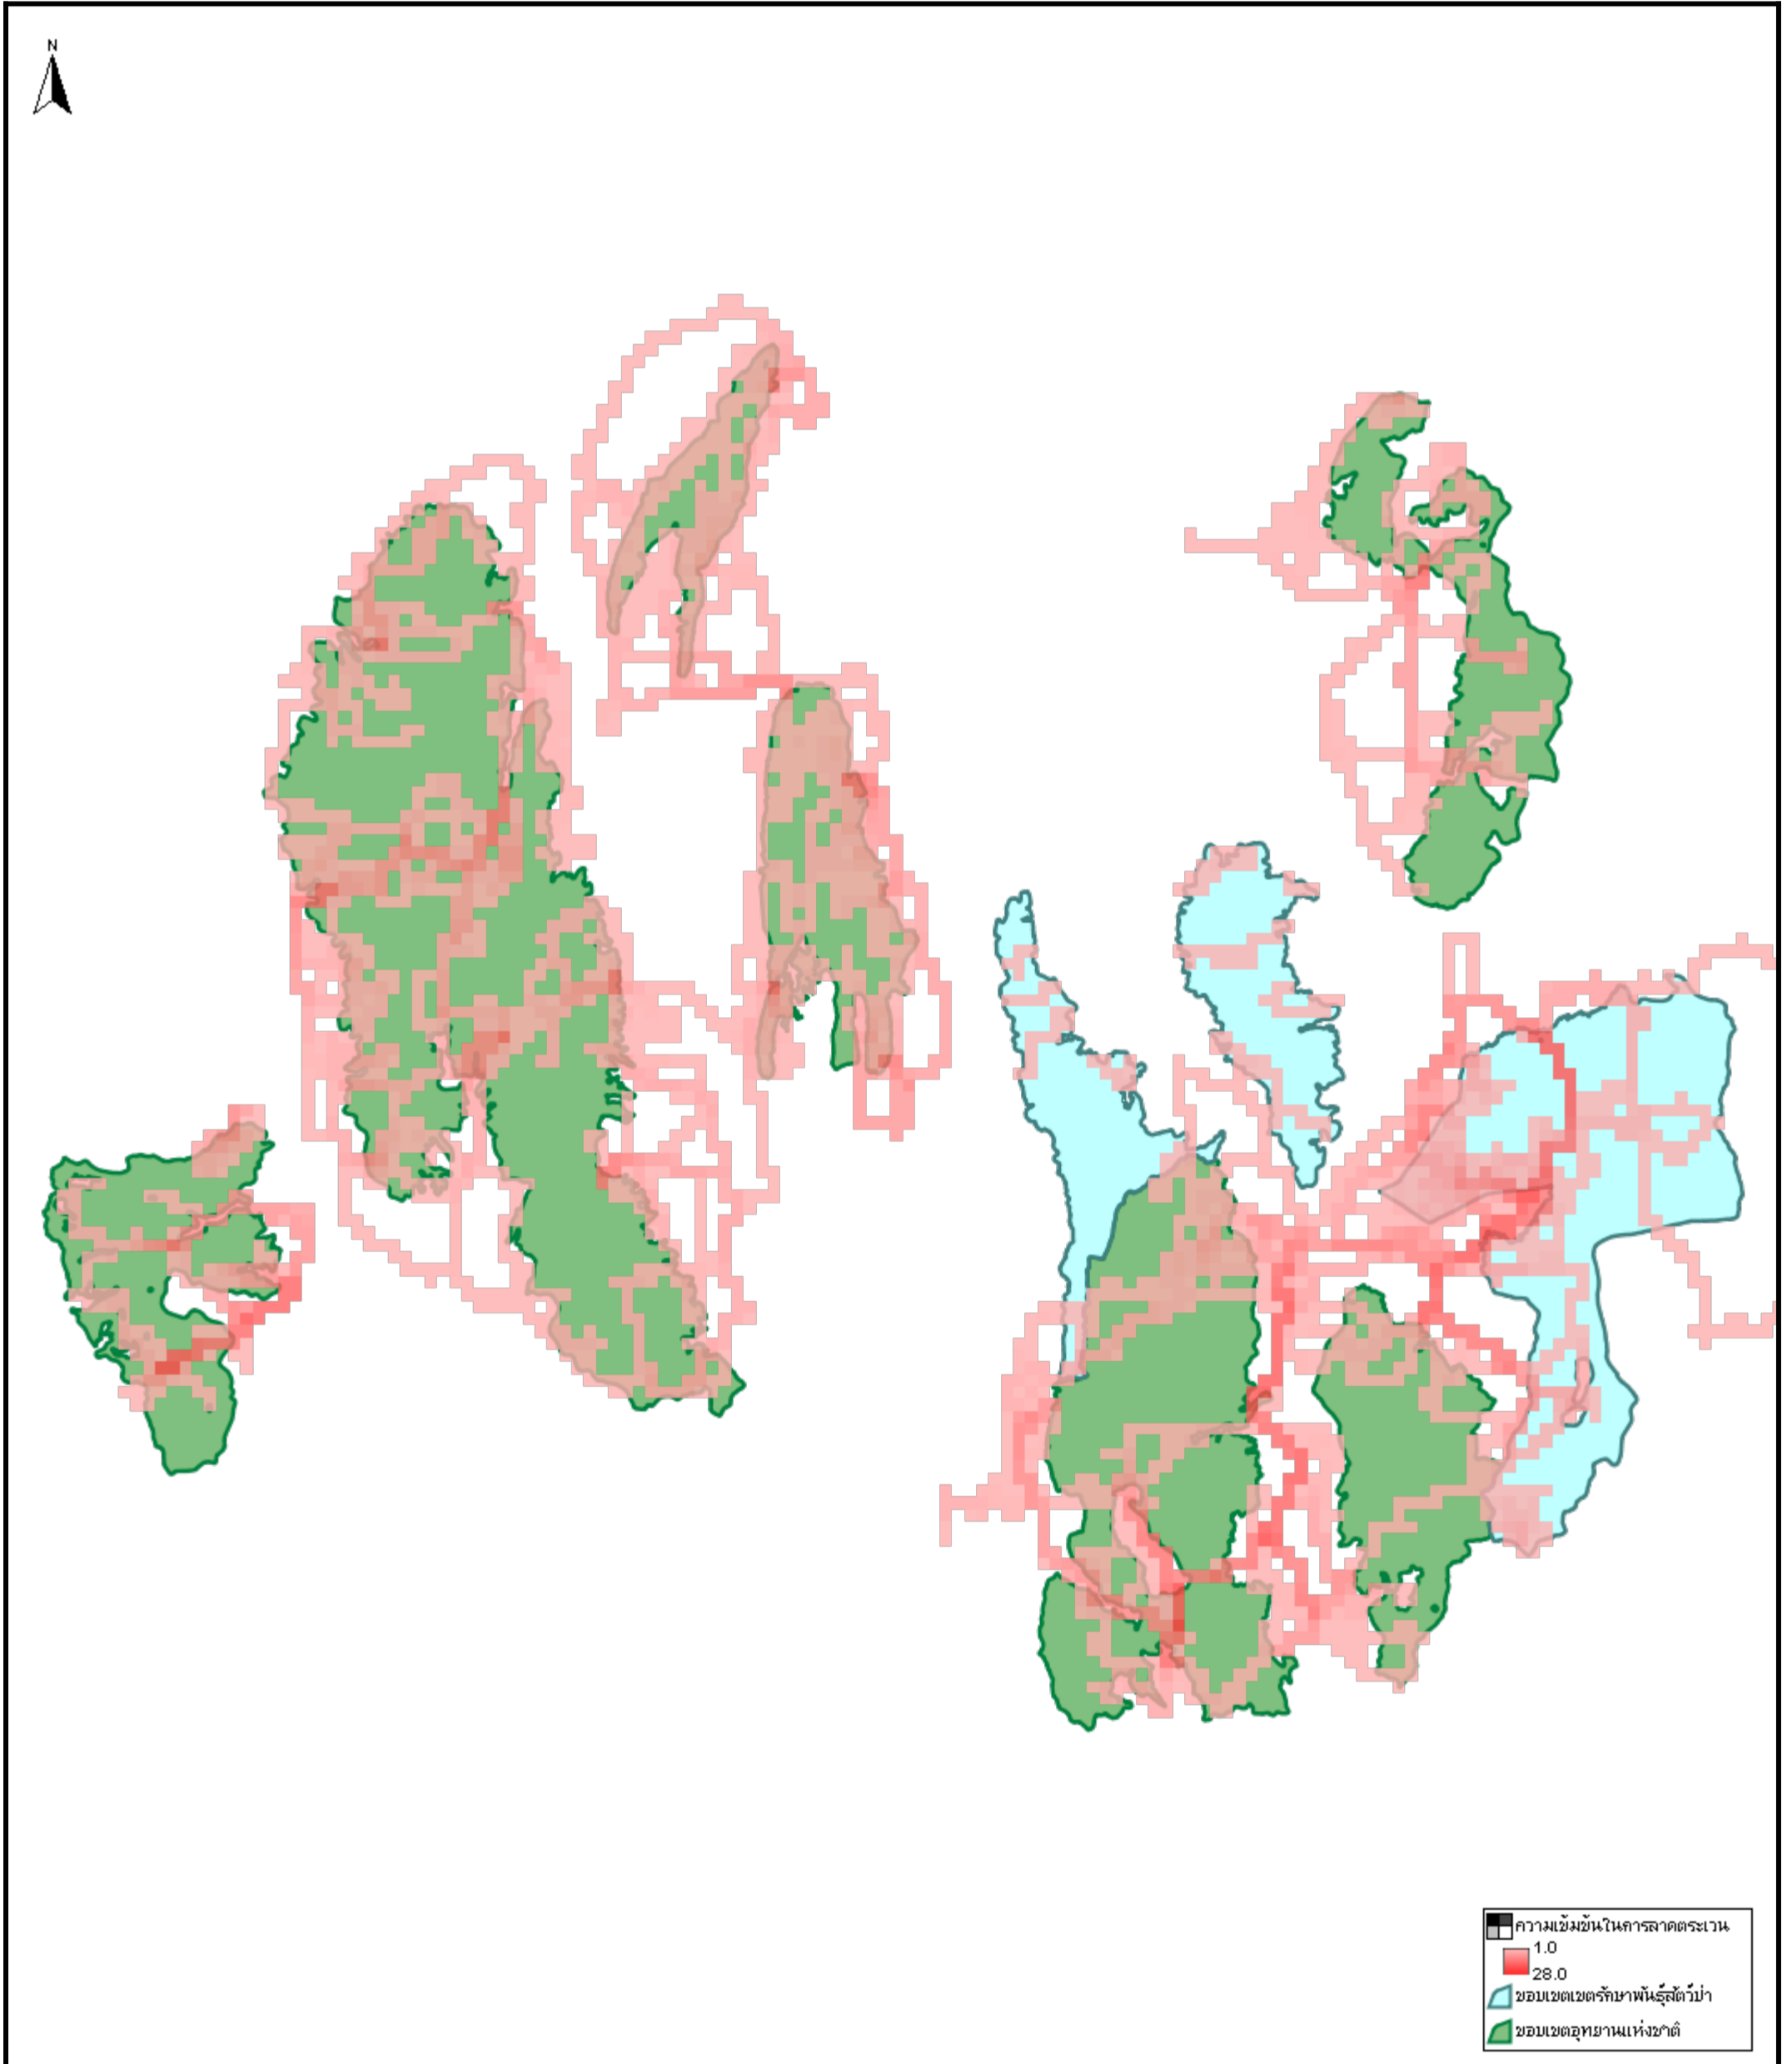 N
ความเข้มข้นในการลาดตระเวน
1.0
28.0
ขอบเขตเขตรักษาพันธุ์สัตว์ป่า
ขอบเขตอุทยานแห่งชาติ